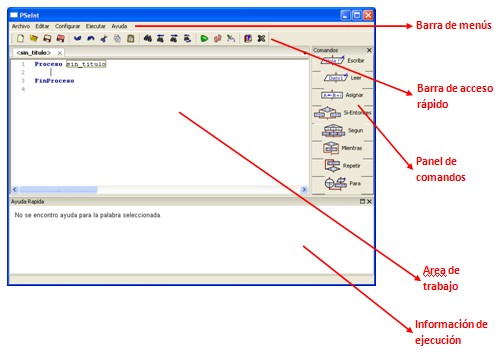 PSeInt
Archivo Editar Configurar Ejecutar Ayuda
Barra de menús
<sin_titulo>
Comandos
1 Proceso sin_titulo
2
3 FinProceso
4
Escribir
Leer
Asignar
Si-Entonces
Segun
Mientras
Repetir
Para
Barra de acceso
rápido
Panel de
comandos
Ayuda Rapida
No se encontro ayuda para la palabra seleccionada.
Area de
trabajo
Información de
ejecución